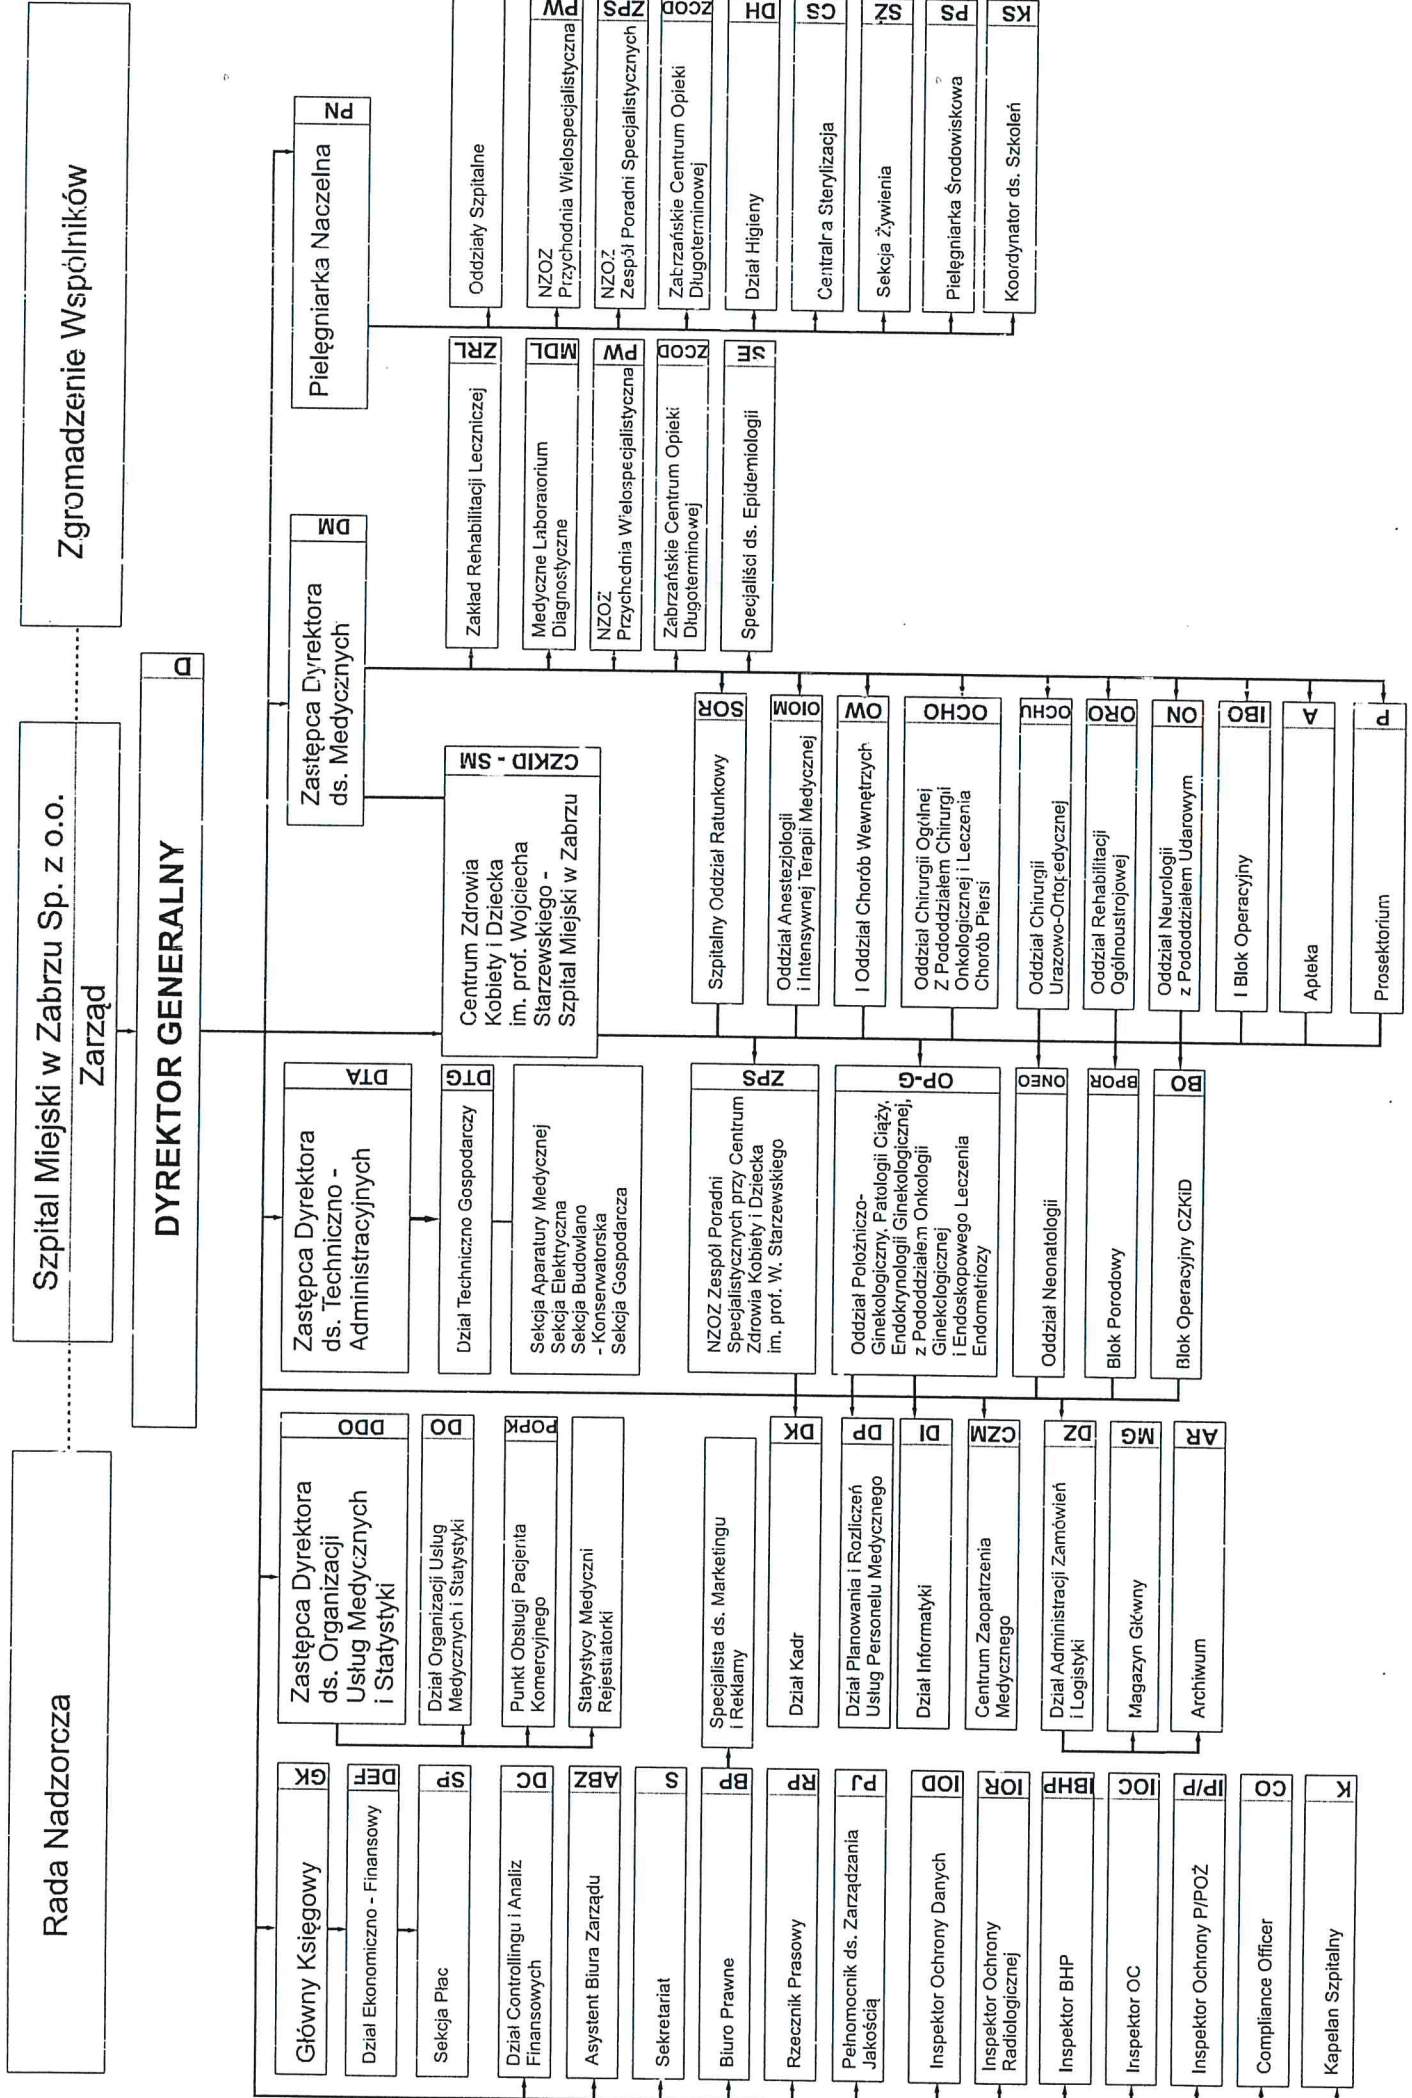 Rada Nadzorcza
Szpital Miejski w Zabrzu Sp. z o.o.
Zarząd
Zgromadzenie Wspólników
DYREKTOR GENERALNY
D
Główny Księgowy
GK
Dział Ekonomiczno - Finansowy
DEF
Sekcja Płac
SP
Dział Controllingu i Analiz
Finansowych
DC
Asystent Biura Zarządu
ABZ
Sekretariat
S
Biuro Prawne
BP
Rzecznik Prasowy
RP
Pełnomocnik ds. Zarządzania
Jakością
PJ
Inspektor Ochrony Danych
IOD
Inspektor Ochrony
Radiologicznej
IOR
Inspektor BHP
IBHP
Inspektor OC
IOC
Inspektor Ochrony P/POŻ
IP/P
Compliance Officer
CO
Kapelan Szpitalny
K
Zastępca Dyrektora
ds. Organizacji
Usług Medycznych
i Statystyki
DDO
Dział Organizacji Usług
Medycznych i Statystyki
DO
Punkt Obsługi Pacjenta
Komercyjnego
POPK
Statystycy Medyczni
Rejestratorki
Specjalista ds. Marketingu
i Reklamy
Dział Kadr
DK
Dział Planowania i Rozliczeń
Usług Personelu Medycznego
DP
Dział Informatyki
DI
Centrum Zaopatrzenia
Medycznego
CZM
Dział Administracji Zamówień
i Logistyki
DZ
Magazyn Główny
MG
Archiwum
AR
Zastępca Dyrektora
ds. Techniczno -
Administracyjnych
DTA
Dział Techniczno Gospodarczy
DTG
Sekcja Aparatury Medycznej
Sekcja Elektryczna
Sekcja Budowlano
- Konserwatorska
Sekcja Gospodarcza
Centrum Zdrowia
Kobiety i Dziecka
im. prof. Wojciecha
Starzewskiego -
Szpital Miejski w Zabrzu
CZKID - SM
NZOZ Zespół Poradni
Specjalistycznych przy Centrum
Zdrowia Kobiety i Dziecka
im. prof. W. Starzewskiego
ZPS
Oddział Położniczo-
Ginekologiczny, Patologii Ciąży,
Endokrynologii Ginekologicznej,
z Pododdziałem Onkologii
Ginekologicznej
i Endoskopowego Leczenia
Endometriozy
OP-G
Oddział Neonatologii
ONEO
Blok Porodowy
BPOR
Blok Operacyjny CZKiD
BO
Zastępca Dyrektora
ds. Medycznych
DM
Szpitalny Oddział Ratunkowy
SOR
Oddział Anestezjologii
i Intensywnej Terapii Medycznej
OIOM
I Oddział Chorób Wewnętrznych
OW
Oddział Chirurgii Ogólnej
Z Pododdziałem Chirurgii
Onkologicznej i Leczenia
Chorób Piersi
OCHO
Oddział Chirurgii
Urazowo-Ortopedycznej
OCHU
Oddział Rehabilitacji
Ogólnoustrojowej
ORO
Oddział Neurologii
z Pododdziałem Udarowym
ON
I Blok Operacyjny
IBO
Apteka
A
Prosektorium
P
Zakład Rehabilitacji Leczniczej
ZRL
Medyczne Laboratorium
Diagnostyczne
MDL
NZOZ
Przychodnia Wielospecjalistyczna
PW
Zabrzańskie Centrum Opieki
Długoterminowej
ZCOD
Specjaliści ds. Epidemiologii
SE
Pielęgniarka Naczelna
PN
Oddziały Szpitalne
NZOZ
Przychodnia Wielospecjalistyczna
PW
NZOZ
Zespół Poradni Specjalistycznych
ZPS
Zabrzańskie Centrum Opieki
Długoterminowej
ZCOD
Dział Higieny
DH
Centralna Sterylizacja
CS
Sekcja Żywienia
SŻ
Pielęgniarka Środowiskowa
PS
Koordynator ds. Szkoleń
KS